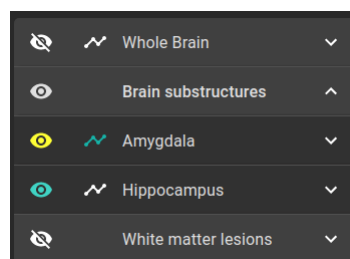 Whole Brain
Brain substructures
Amygdala
Hippocampus
White matter lesions